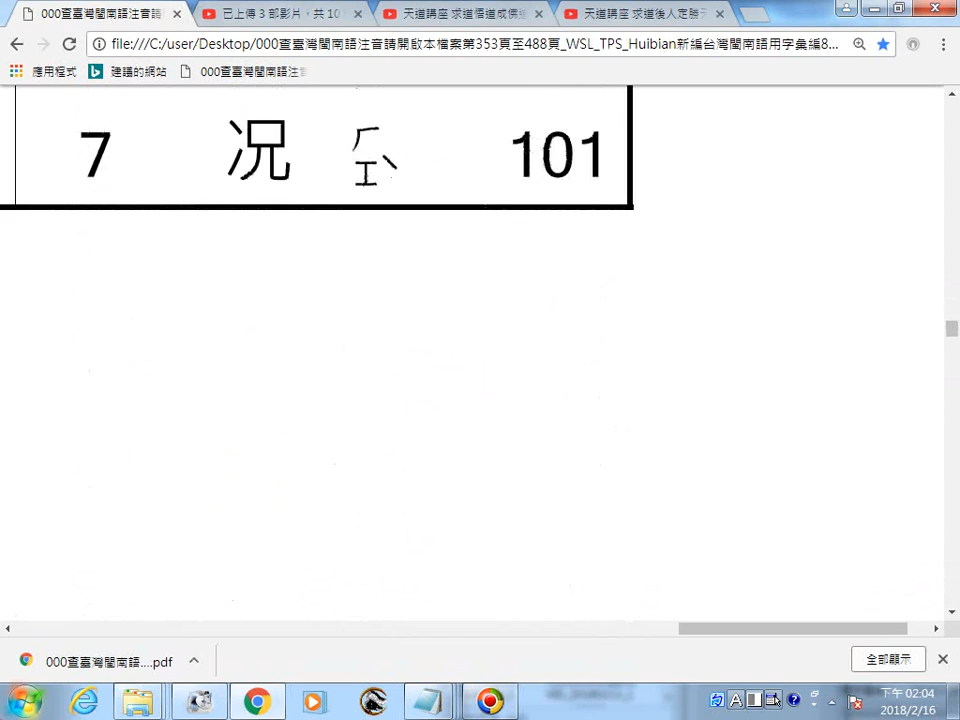 000查臺灣閩南語注音請
已上傳 3 部影片，共 10
天道講座 求道悟道成佛
天道講座 求道後人定勝
file:///C:/user/Desktop/000查臺灣閩南語注音請開啟本檔案第353頁至488頁_WSL_TPS_Huibian新編台灣閩南語用字彙編8...
應用程式 建議的網站 000查臺灣閩南語注音
7 况 ㄏㆲˋ 101
000查臺灣閩南語....pdf 全部顯示
A 下午 02:04
2018/2/16